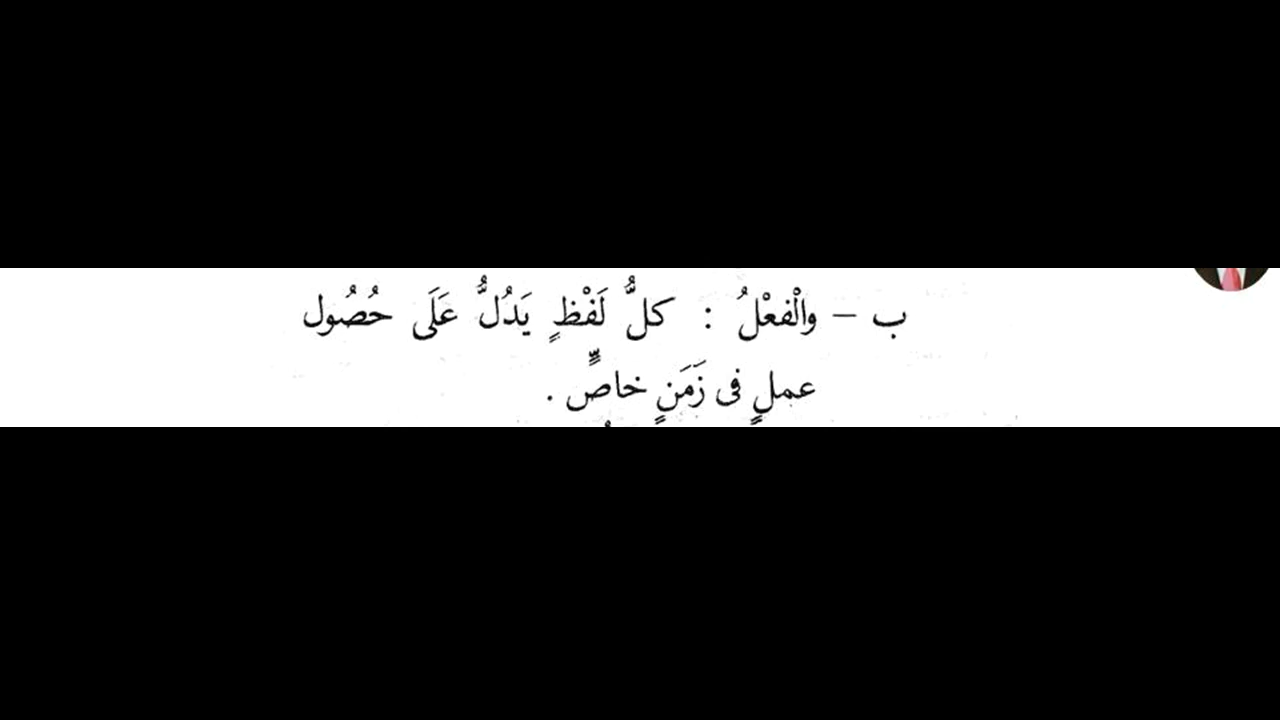 ب – والْفعْلُ : كلُّ لَفْظٍ يَدُلُّ عَلَى حُصُول
عملٍ فى زَمَنٍ خاصٍّ .